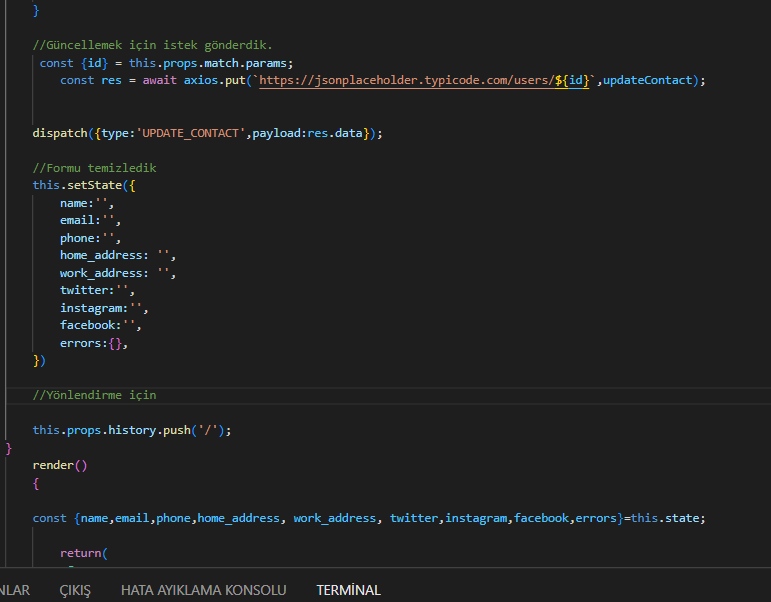 }
//Güncellemek için istek gönderdik.
const {id} = this.props.match.params;
const res = await axios.put(`https://jsonplaceholder.typicode.com/users/${id}`,updateContact);
dispatch({type:'UPDATE_CONTACT',payload:res.data});
//Formu temizledik
this.setState({
name:'',
email:'',
phone:'',
home_address: '',
work_address: '',
twitter:'',
instagram:'',
facebook:'',
errors:{},
})
//Yönlendirme için
this.props.history.push('/');
}
render()
{
const {name,email,phone,home_address, work_address, twitter,instagram,facebook,errors}=this.state;
return(
NLAR ÇIKIŞ HATA AYIKLAMA KONSOLU TERMİNAL